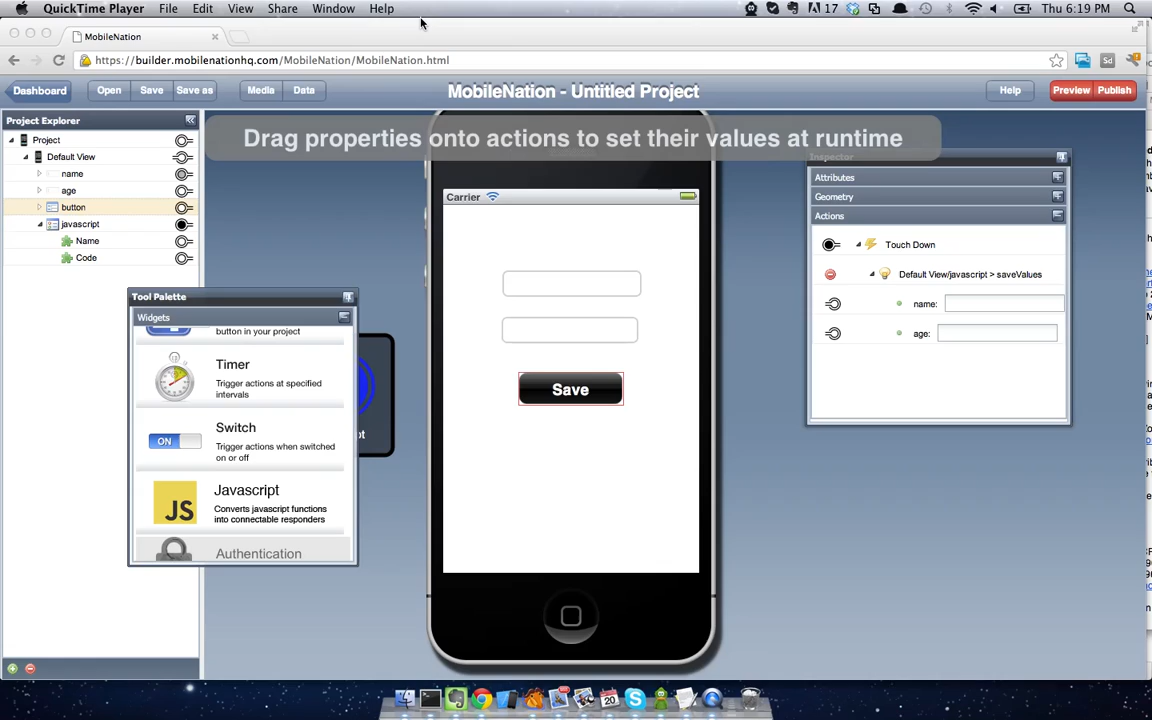 QuickTime Player File Edit View Share Window Help 17 Thu 6:19 PM
MobileNation
https://builder.mobilenationhq.com/MobileNation/MobileNation.html Sd
Dashboard Open Save Save as Media Data MobileNation - Untitled Project Help Preview Publish
Project Explorer
Project
Default View
name
age
button
javascript
Name
Code
Drag properties onto actions to set their values at runtime
Carrier
Save
Tool Palette
Widgets
button in your project
Timer
Trigger actions at specified
intervals
Switch
ON
Trigger actions when switched
on or off
Javascript
JS
Converts javascript functions
into connectable responders
Authentication
Inspector
Attributes
Geometry
Actions
Touch Down
Default View/javascript > saveValues
name:
age: